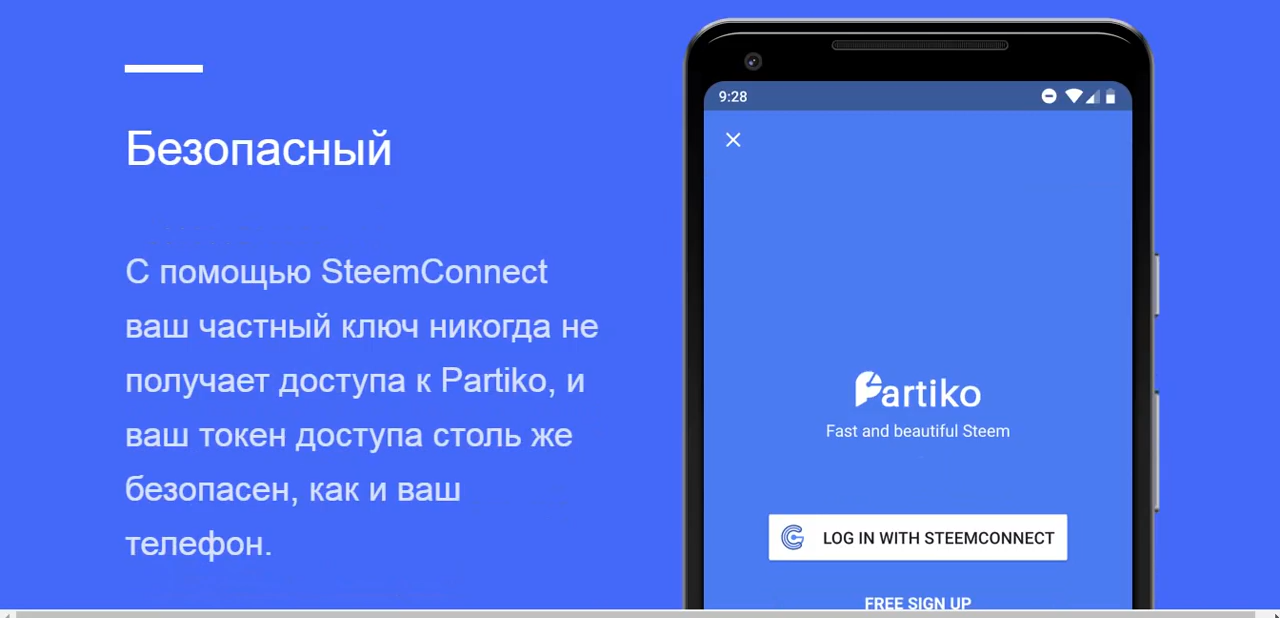 Безопасный
С помощью SteemConnect
ваш частный ключ никогда не
получает доступа к Partiko, и
ваш токен доступа столь же
безопасен, как и ваш
телефон.
9:28
Partiko
Fast and beautiful Steem
LOG IN WITH STEEMCONNECT
FREE SIGN UP